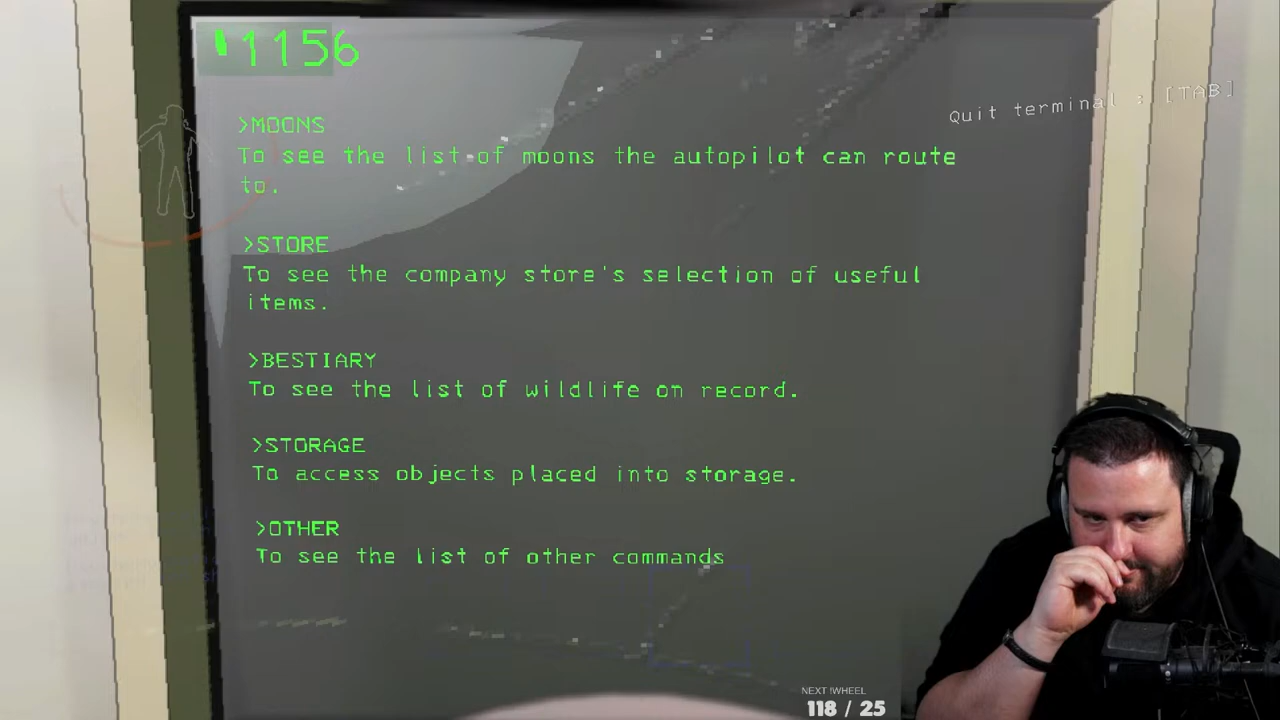 1156
Quit terminal : [TAB]
>MOONS
To see the list of moons the autopilot can route
to.
>STORE
To see the company store's selection of useful
items.
>BESTIARY
To see the list of wildlife on record.
>STORAGE
To access objects placed into storage.
>OTHER
To see the list of other commands
NEXT !WHEEL
118 / 25